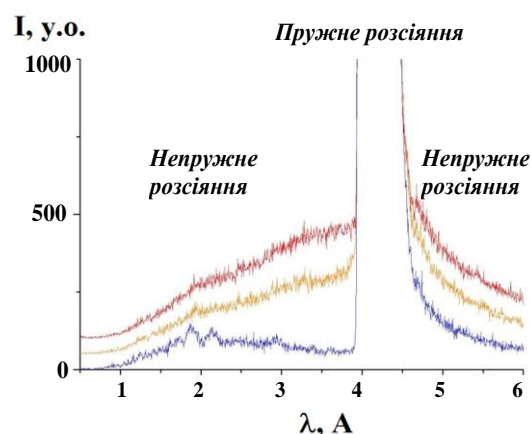 I, у.о.
Пружне розсіяння
1000
Непружне
розсіяння
Непружне
розсіяння
500
0
1 2 3 4 5 6
λ, A